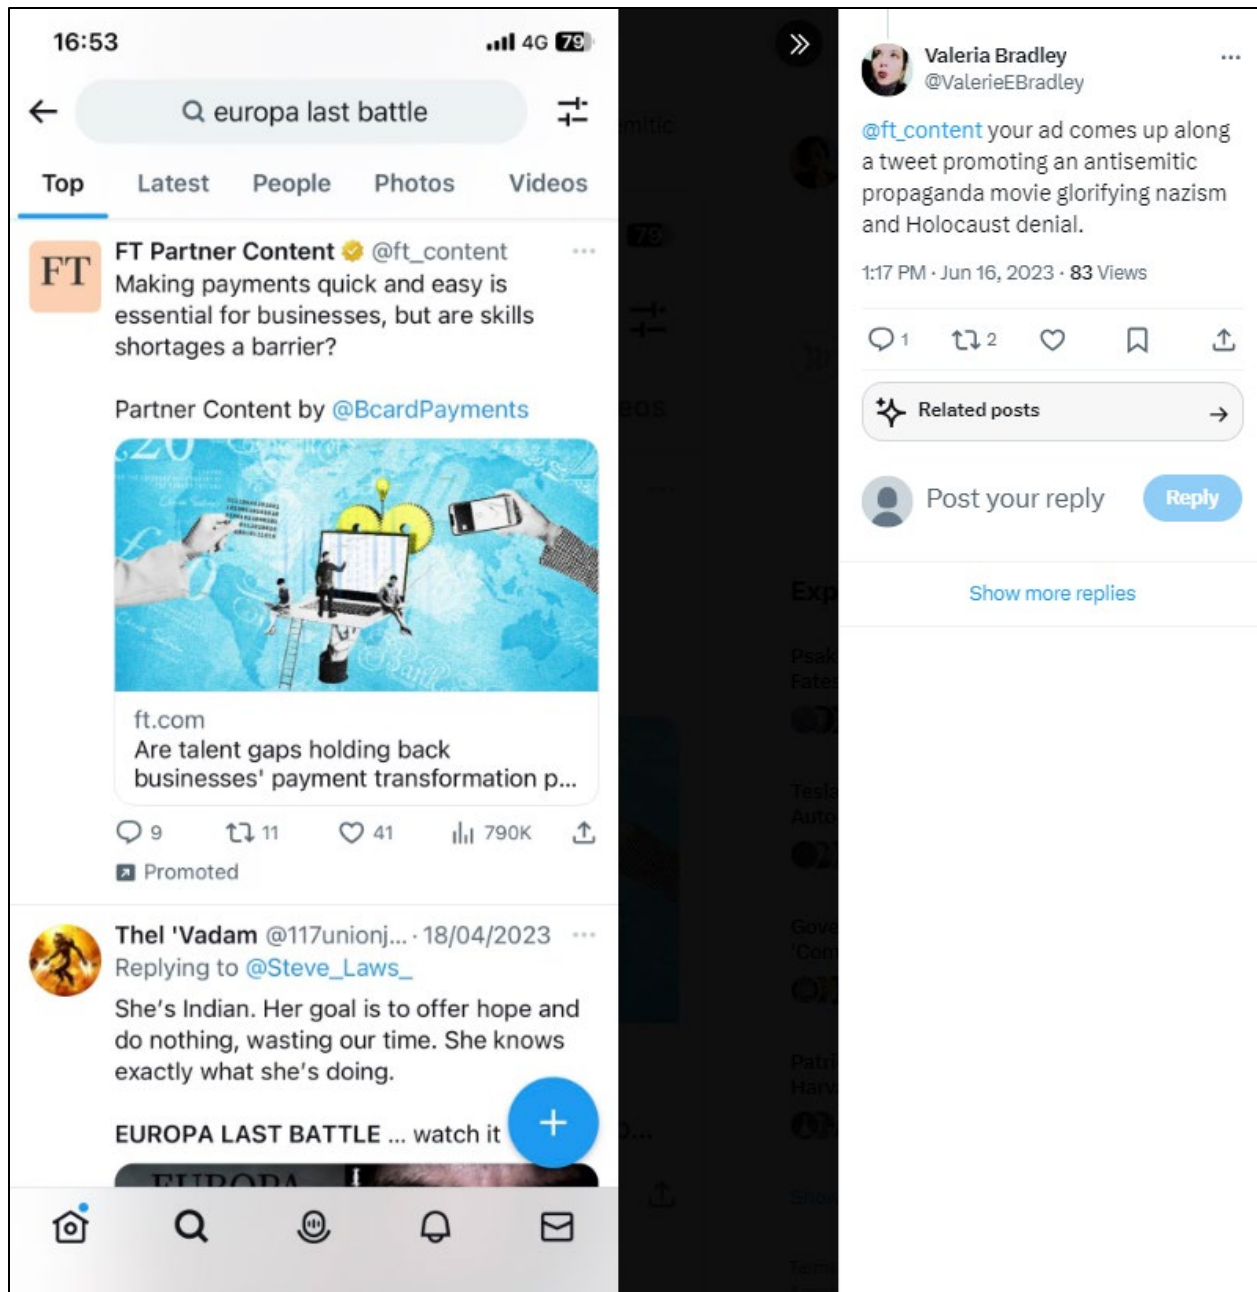 16:53
4G 79
europa last battle
Top Latest People Photos Videos
FT
FT Partner Content @ft_content
Making payments quick and easy is
essential for businesses, but are skills
shortages a barrier?
Partner Content by @BcardPayments
ft.com
Are talent gaps holding back
businesses' payment transformation p...
9 11 41 790K
Promoted
Thel 'Vadam @117unionj... · 18/04/2023
Replying to @Steve_Laws_
She's Indian. Her goal is to offer hope and
do nothing, wasting our time. She knows
exactly what she's doing.
EUROPA LAST BATTLE ... watch it
EUROPA
79
Valeria Bradley
@ValerieEBradley
@ft_content your ad comes up along
a tweet promoting an antisemitic
propaganda movie glorifying nazism
and Holocaust denial.
1:17 PM · Jun 16, 2023 · 83 Views
1 2
Related posts
Post your reply Reply
Show more replies